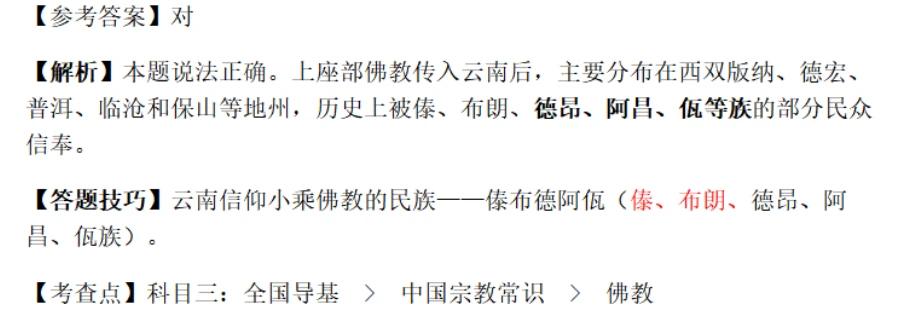 【参考答案】对
【解析】本题说法正确。上座部佛教传入云南后，主要分布在西双版纳、德宏、
普洱、临沧和保山等地州，历史上被傣、布朗、德昂、阿昌、佤等族的部分民众
信奉。
【答题技巧】云南信仰小乘佛教的民族——傣布德阿佤（傣、布朗、德昂、阿
昌、佤族）。
【考查点】科目三：全国导基 > 中国宗教常识 > 佛教